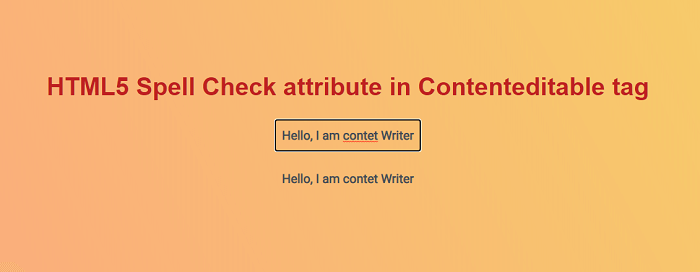 HTML5 Spell Check attribute in Contenteditable tag
Hello, I am contet Writer
Hello, I am contet Writer